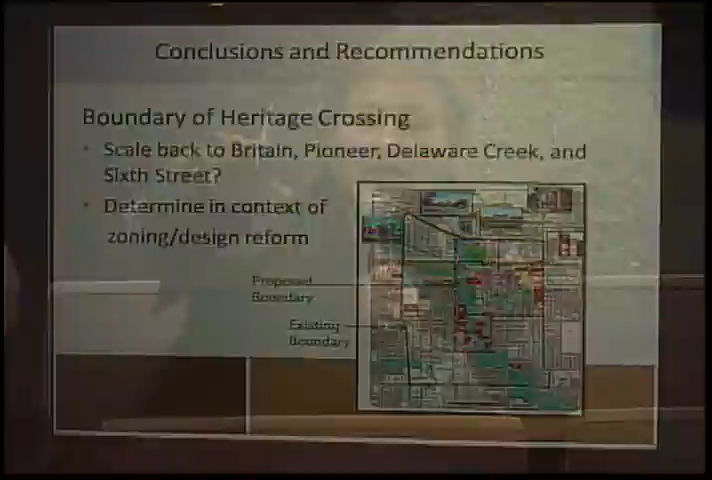 Conclusions and Recommendations
Boundary of Heritage Crossing
• Scale back to Britain, Pioneer, Delaware Creek, and
Sixth Street?
• Determine in context of
zoning/design reform
Proposed
Boundary
Existing
Boundary